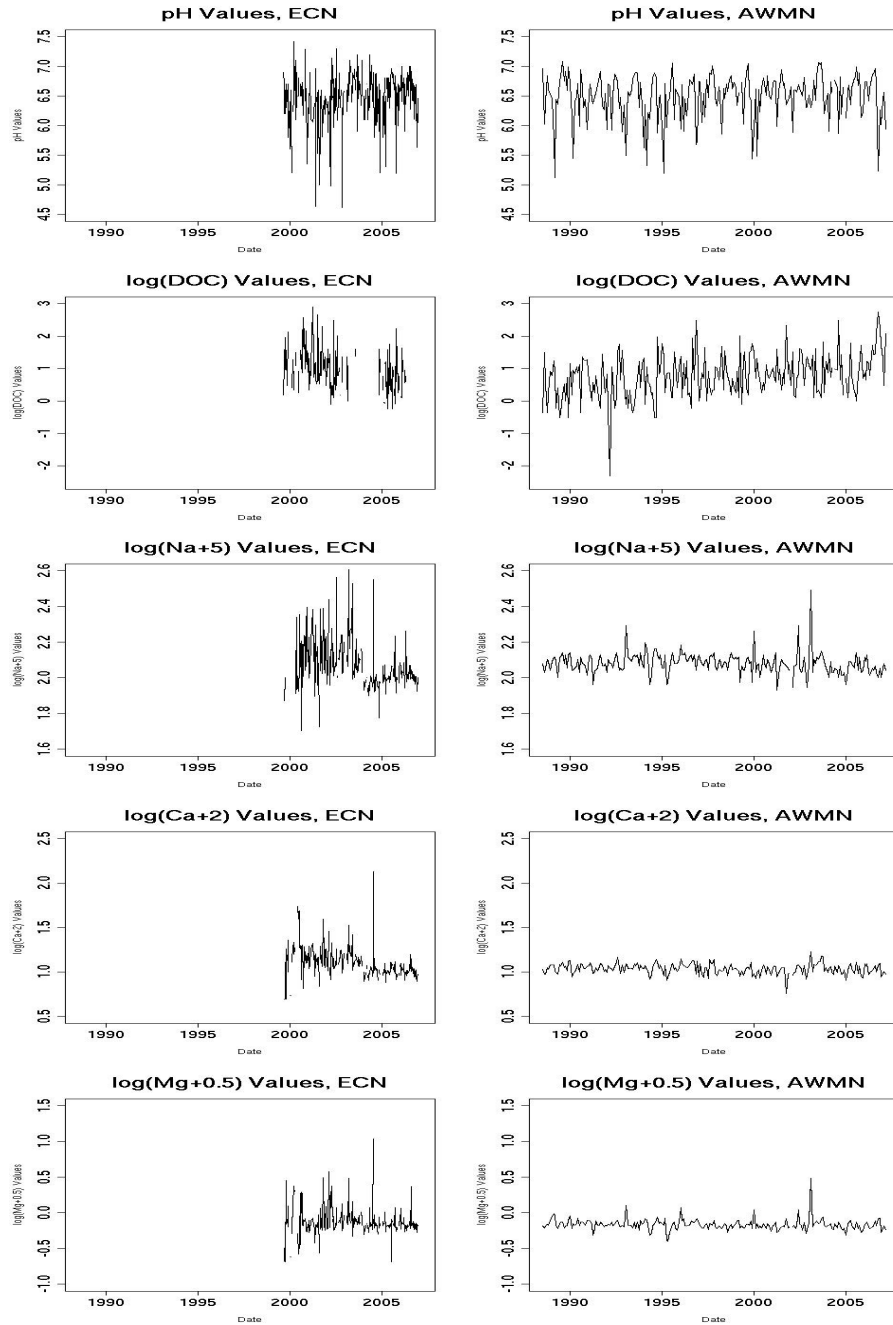 pH Values, ECN
pH Values
7.5
7.0
6.5
6.0
5.5
5.0
4.5
1990 1995 2000 2005
Date
pH Values, AWMN
pH Values
7.5
7.0
6.5
6.0
5.5
5.0
4.5
1990 1995 2000 2005
Date
log(DOC) Values, ECN
log(DOC) Values
3
2
1
0
-1
-2
1990 1995 2000 2005
Date
log(DOC) Values, AWMN
log(DOC) Values
3
2
1
0
-1
-2
1990 1995 2000 2005
Date
log(Na+5) Values, ECN
log(Na+5) Values
2.6
2.4
2.2
2.0
1.8
1.6
1990 1995 2000 2005
Date
log(Na+5) Values, AWMN
log(Na+5) Values
2.6
2.4
2.2
2.0
1.8
1.6
1990 1995 2000 2005
Date
log(Ca+2) Values, ECN
log(Ca+2) Values
2.5
2.0
1.5
1.0
0.5
1990 1995 2000 2005
Date
log(Ca+2) Values, AWMN
log(Ca+2) Values
2.5
2.0
1.5
1.0
0.5
1990 1995 2000 2005
Date
log(Mg+0.5) Values, ECN
log(Mg+0.5) Values
1.5
1.0
0.5
0.0
-0.5
-1.0
1990 1995 2000 2005
Date
log(Mg+0.5) Values, AWMN
log(Mg+0.5) Values
1.5
1.0
0.5
0.0
-0.5
-1.0
1990 1995 2000 2005
Date